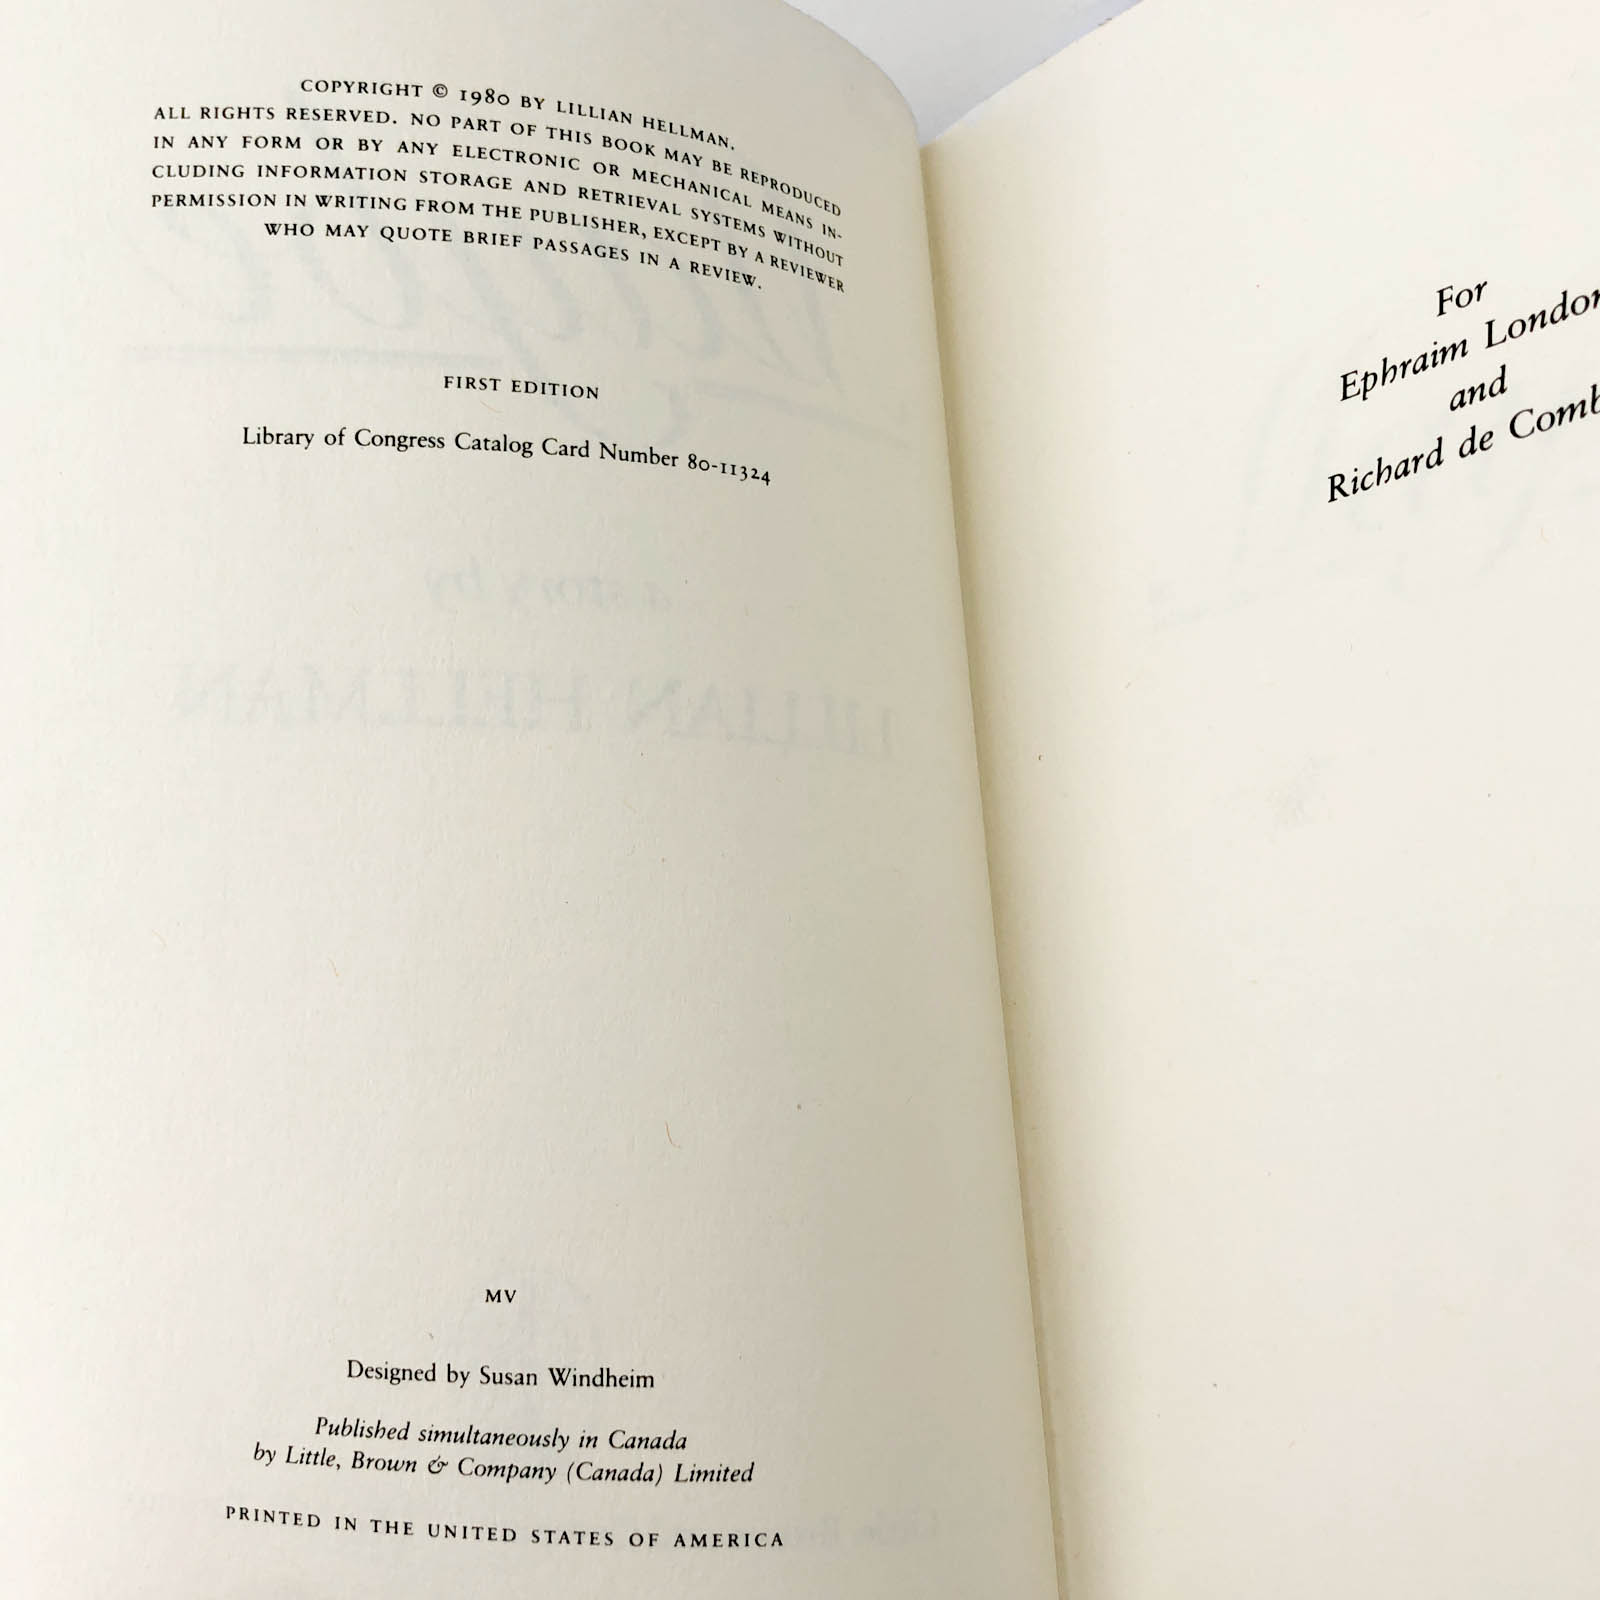 COPYRIGHT © 1980 BY LILLIAN HELLMAN.
ALL RIGHTS RESERVED. NO PART OF THIS BOOK MAY BE REPRODUCED
IN ANY FORM OR BY ANY ELECTRONIC OR MECHANICAL MEANS IN-
CLUDING INFORMATION STORAGE AND RETRIEVAL SYSTEMS WITHOUT
PERMISSION IN WRITING FROM THE PUBLISHER, EXCEPT BY A REVIEWER
WHO MAY QUOTE BRIEF PASSAGES IN A REVIEW.
FIRST EDITION
Library of Congress Catalog Card Number 80-11324
a story by
LILLIAN HELLMAN
MV
Designed by Susan Windheim
Published simultaneously in Canada
by Little, Brown & Company (Canada) Limited
PRINTED IN THE UNITED STATES OF AMERICA
For
Ephraim London
and
Richard de Comb